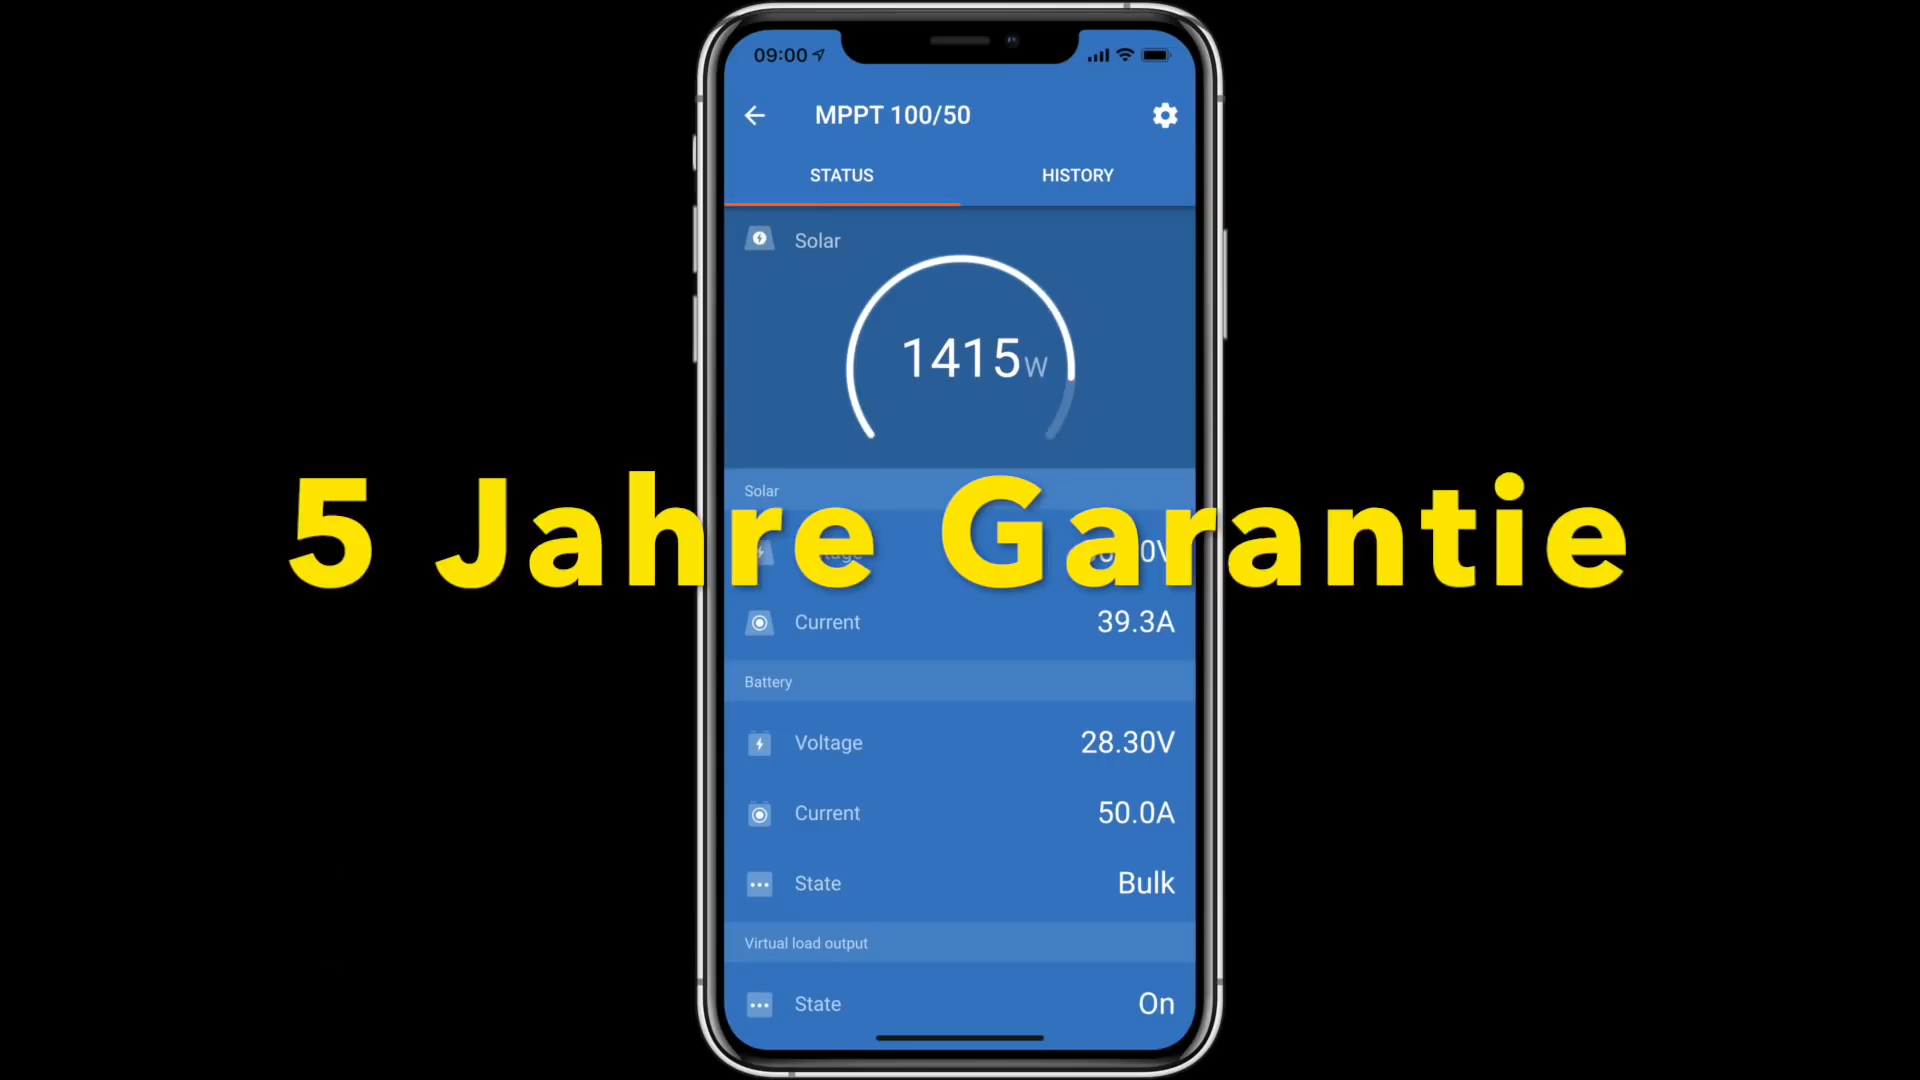 09:00
MPPT 100/50
STATUS
HISTORY
Solar
1415W
Solar
5 Jahre Garantie
Current
39.3A
Battery
Voltage
28.30V
Current
50.0A
State
Bulk
Virtual load output
State
On